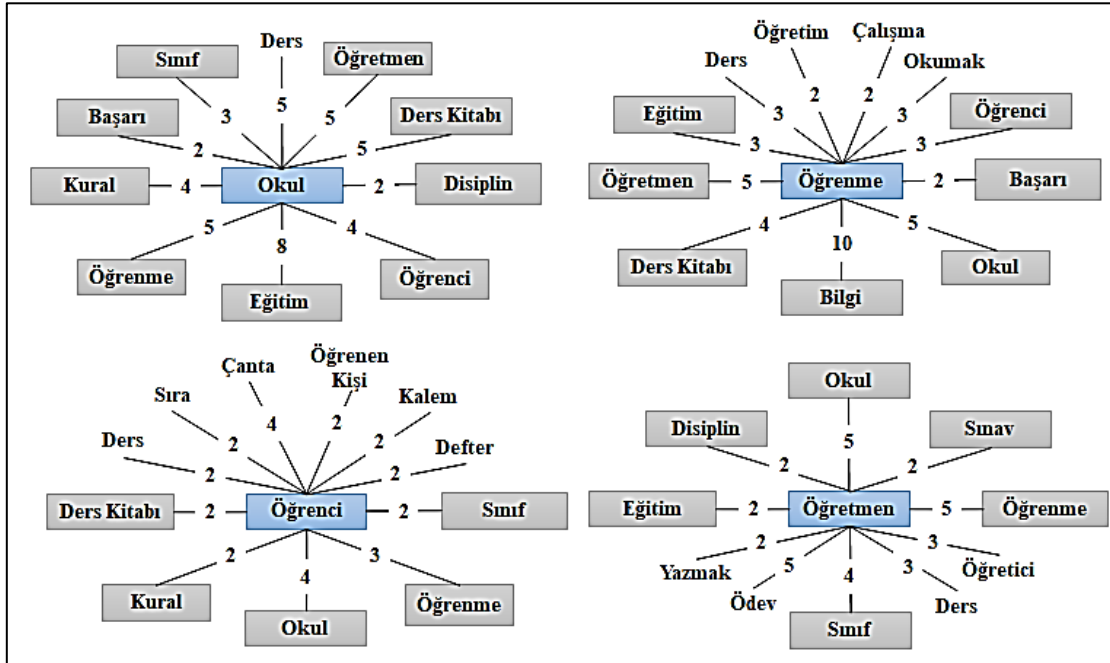 Ders
Sınıf
Öğretmen
3
5
5
Başarı
Ders Kitabı
2
5
Kural
4
Okul
2
Disiplin
5
8
4
Öğrenme
Öğrenci
Eğitim
Öğretim
Çalışma
Ders
Okumak
2
2
3
3
Eğitim
Öğrenci
3
3
Öğretmen
5
Öğrenme
2
Başarı
4
10
5
Ders Kitabı
Okul
Bilgi
Öğrenen
Kişi
Çanta
Sıra
Kalem
4
2
2
2
Ders
Defter
2
2
Ders Kitabı
2
Öğrenci
2
Sınıf
2
4
3
Kural
Öğrenme
Okul
Okul
Disiplin
Sınav
5
2
2
Eğitim
2
Öğretmen
5
Öğrenme
2
3
Yazmak
5
4
3
Öğretici
Ödev
Ders
Sınıf